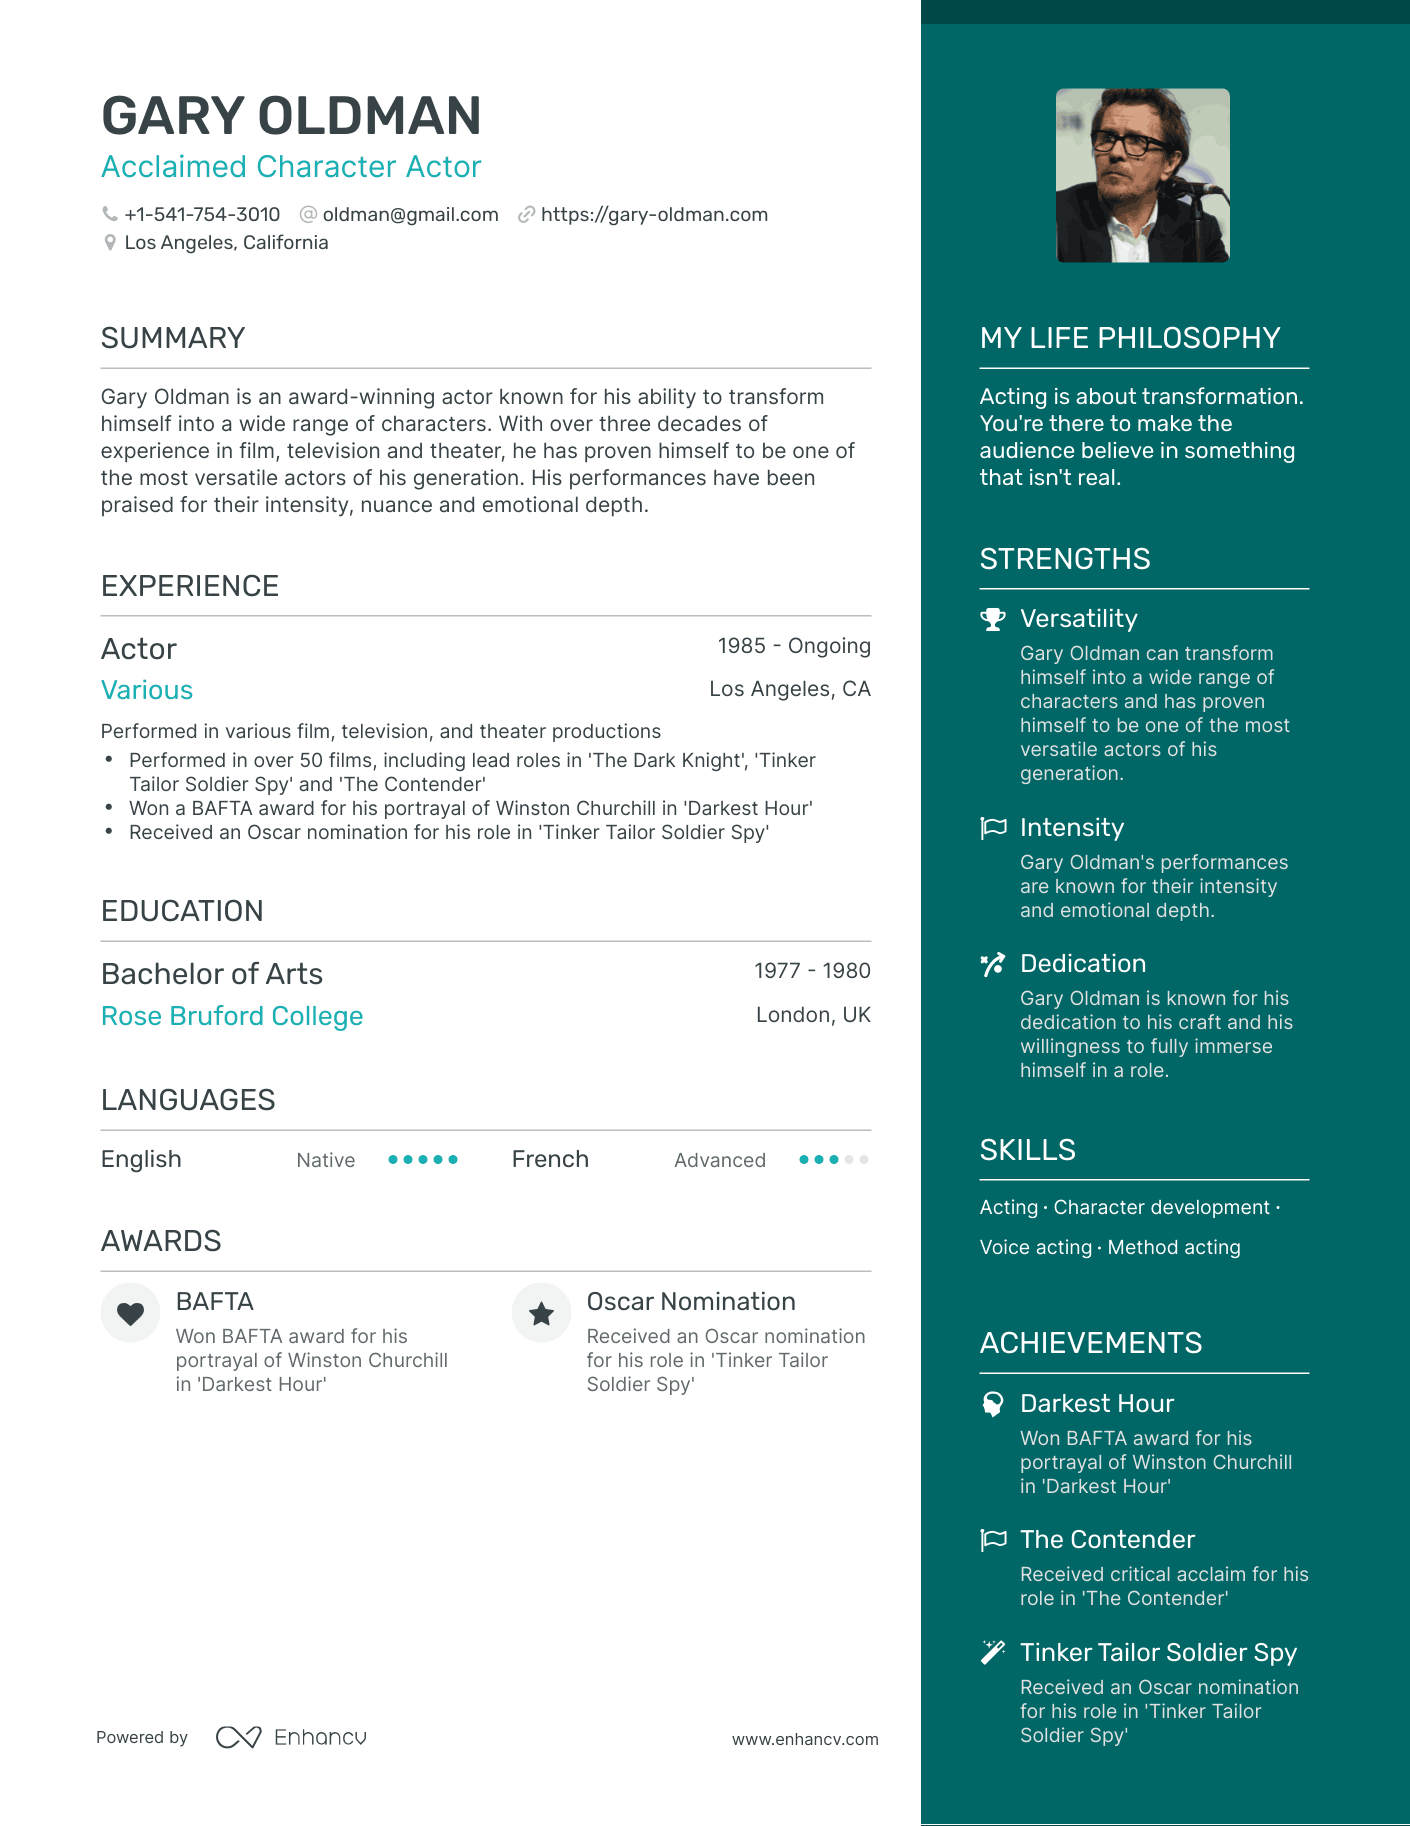 GARY OLDMAN
Acclaimed Character Actor
+1-541-754-3010 oldman@gmail.com https://gary-oldman.com
Los Angeles, California
SUMMARY
Gary Oldman is an award-winning actor known for his ability to transform
himself into a wide range of characters. With over three decades of
experience in film, television and theater, he has proven himself to be one of
the most versatile actors of his generation. His performances have been
praised for their intensity, nuance and emotional depth.
EXPERIENCE
Actor 1985 - Ongoing
Various Los Angeles, CA
Performed in various film, television, and theater productions
• Performed in over 50 films, including lead roles in 'The Dark Knight', 'Tinker
Tailor Soldier Spy' and 'The Contender'
• Won a BAFTA award for his portrayal of Winston Churchill in 'Darkest Hour'
• Received an Oscar nomination for his role in 'Tinker Tailor Soldier Spy'
EDUCATION
Bachelor of Arts 1977 - 1980
Rose Bruford College London, UK
LANGUAGES
English Native French Advanced
AWARDS
BAFTA
Won BAFTA award for his
portrayal of Winston Churchill
in 'Darkest Hour'
Oscar Nomination
Received an Oscar nomination
for his role in 'Tinker Tailor
Soldier Spy'
MY LIFE PHILOSOPHY
Acting is about transformation.
You're there to make the
audience believe in something
that isn't real.
STRENGTHS
Versatility
Gary Oldman can transform
himself into a wide range of
characters and has proven
himself to be one of the most
versatile actors of his
generation.
Intensity
Gary Oldman's performances
are known for their intensity
and emotional depth.
Dedication
Gary Oldman is known for his
dedication to his craft and his
willingness to fully immerse
himself in a role.
SKILLS
Acting · Character development ·
Voice acting · Method acting
ACHIEVEMENTS
Darkest Hour
Won BAFTA award for his
portrayal of Winston Churchill
in 'Darkest Hour'
The Contender
Received critical acclaim for his
role in 'The Contender'
Tinker Tailor Soldier Spy
Received an Oscar nomination
for his role in 'Tinker Tailor
Soldier Spy'
Powered by Enhancv www.enhancv.com